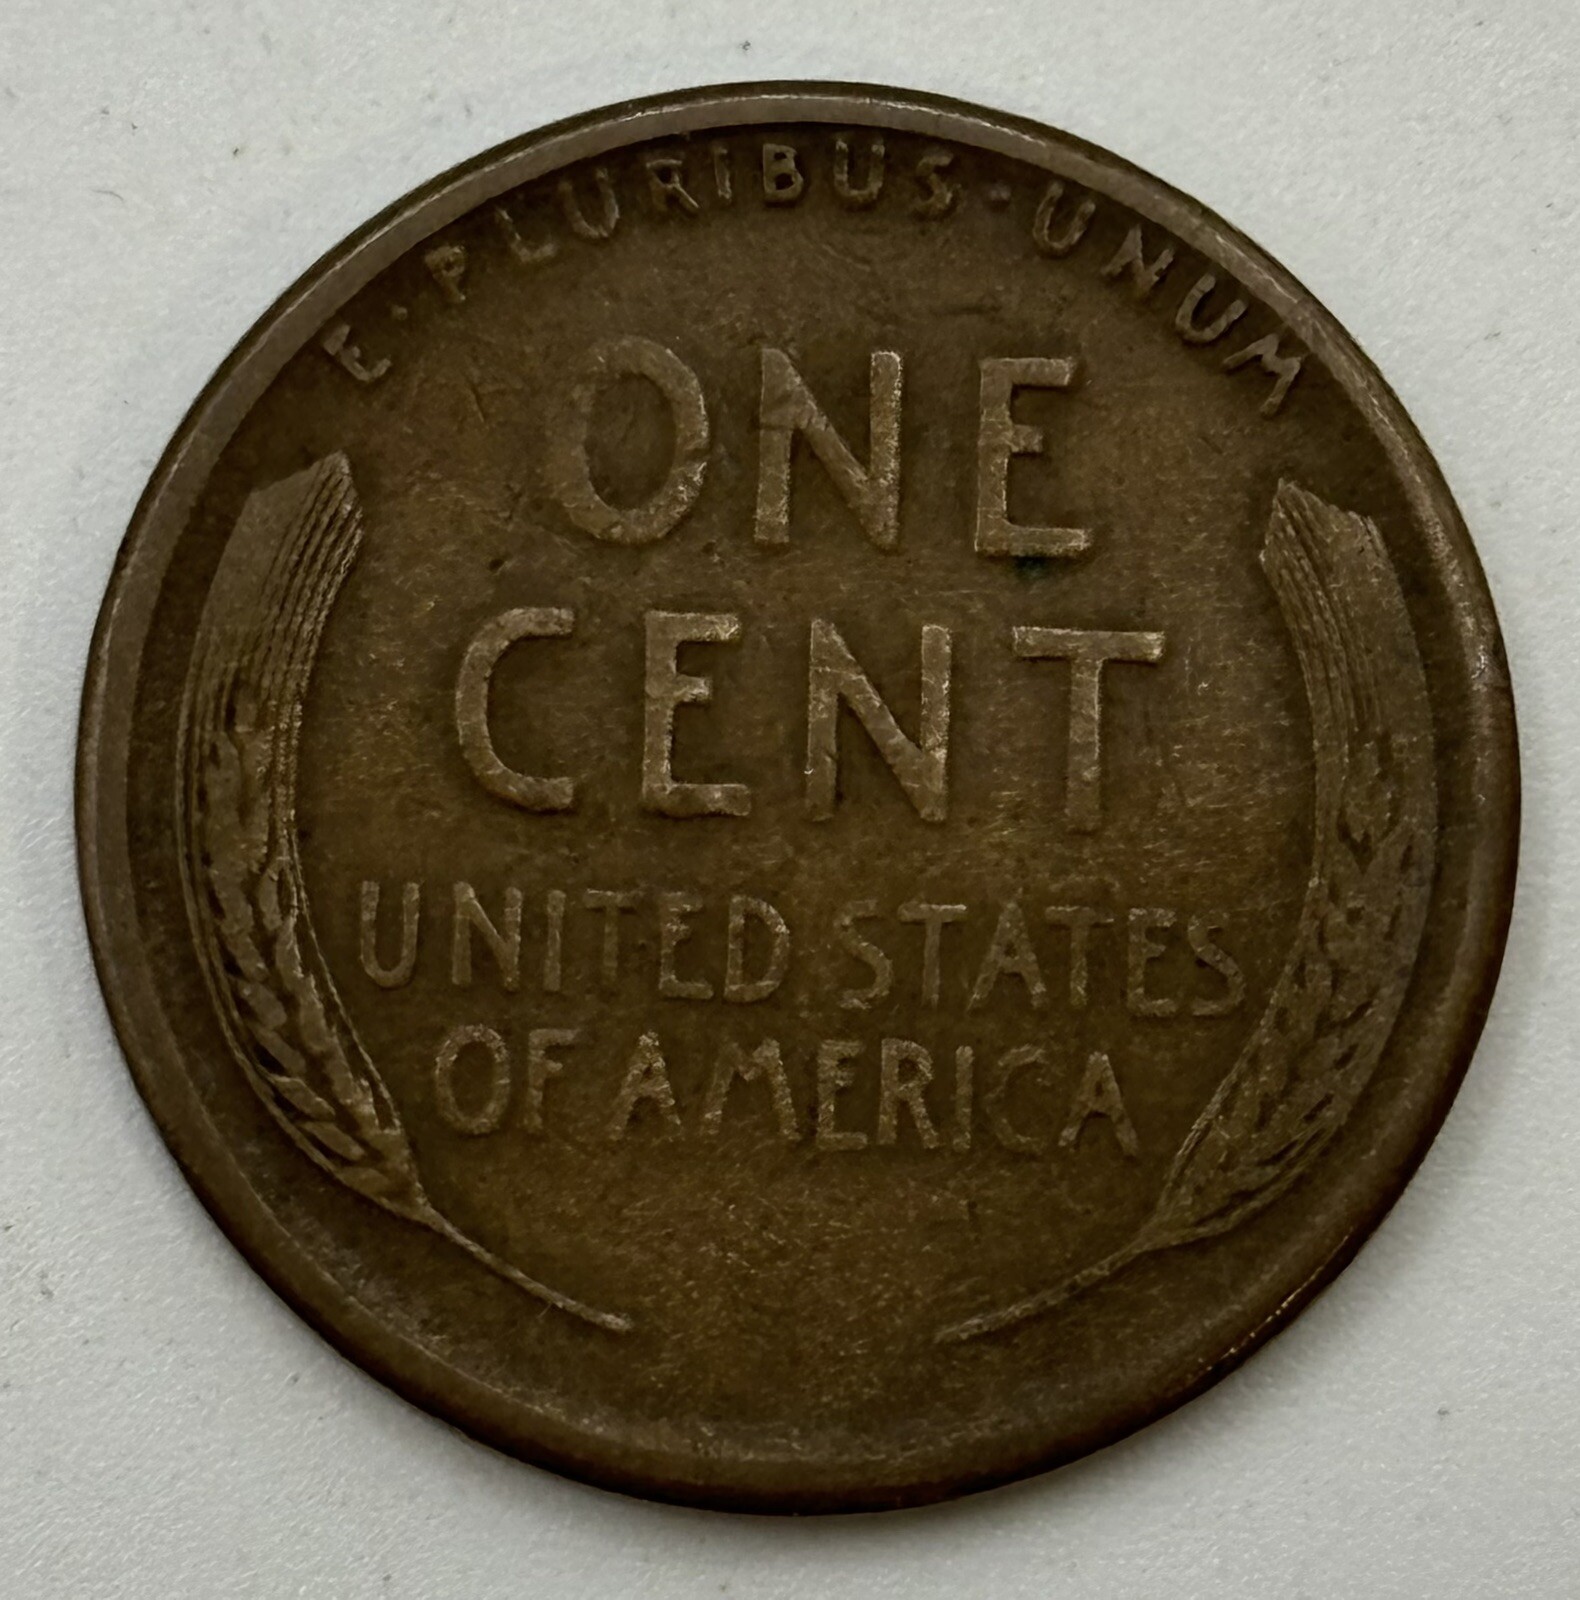 E·PLURIBUS·UNUM
ONE
CENT
UNITED STATES
OF AMERICA